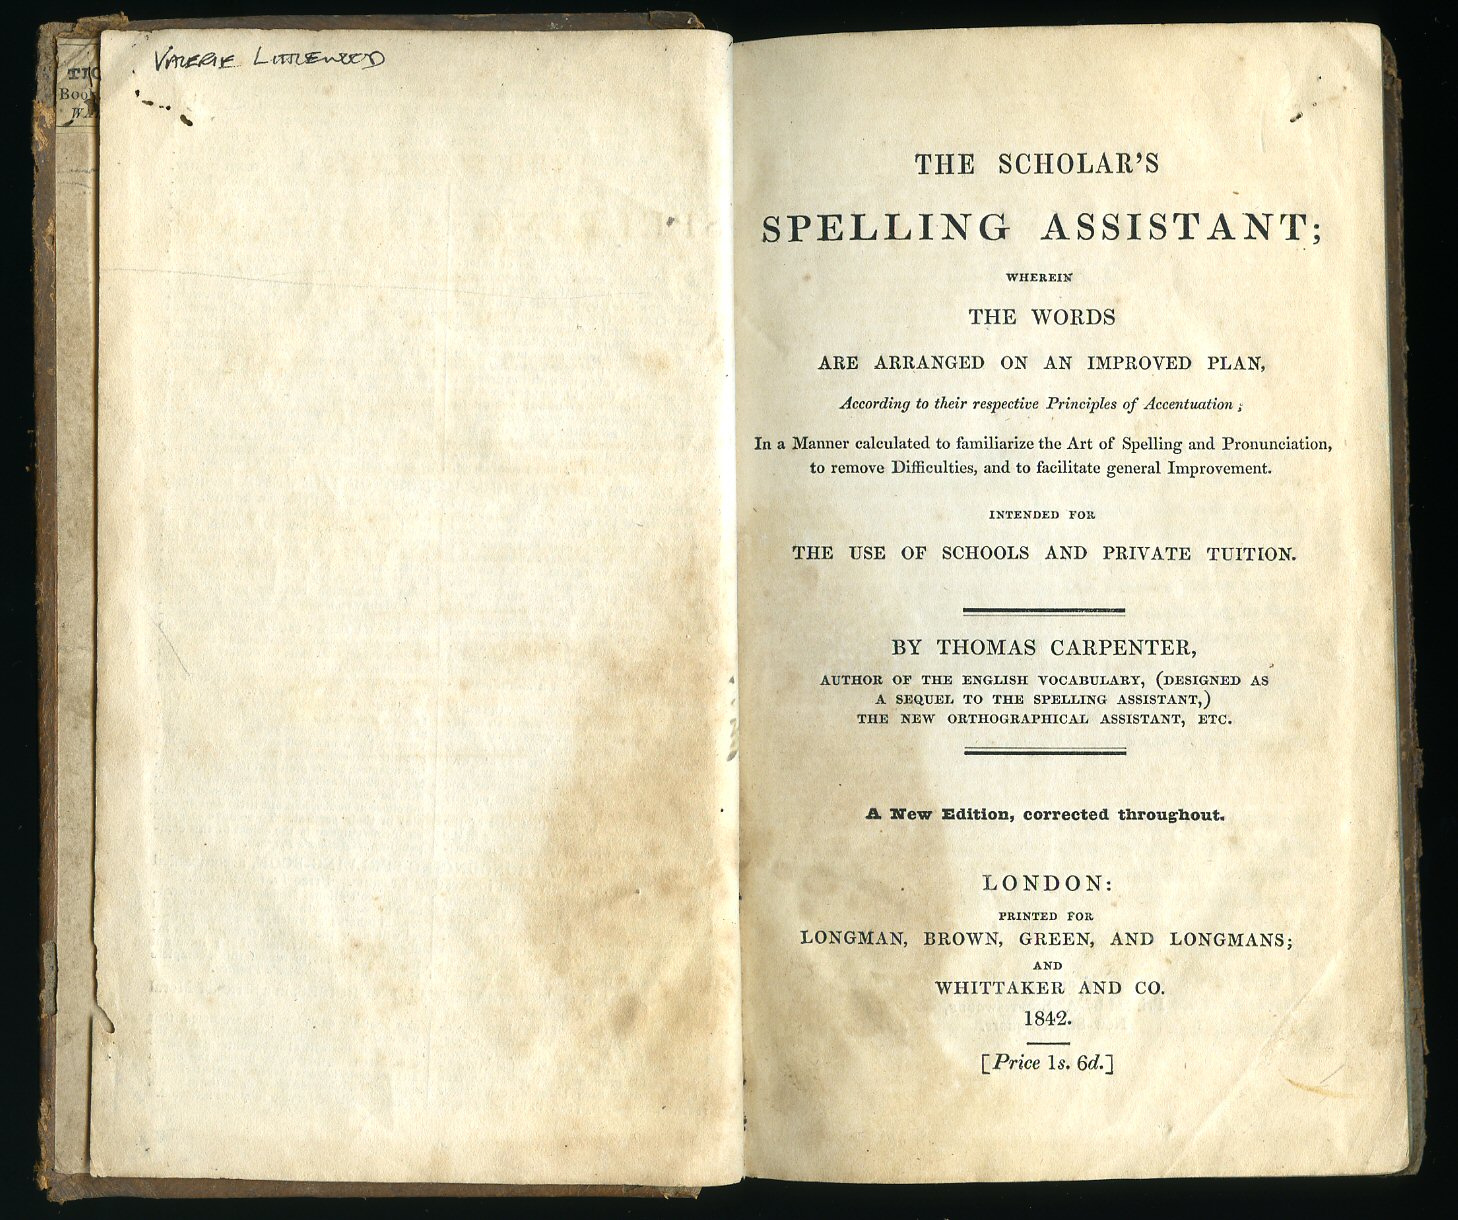 VALERIE LITTLEWOOD
THE SCHOLAR'S
SPELLING ASSISTANT;
WHEREIN
THE WORDS
ARE ARRANGED ON AN IMPROVED PLAN,
According to their respective Principles of Accentuation;
In a Manner calculated to familiarize the Art of Spelling and Pronunciation,
to remove Difficulties, and to facilitate general Improvement.
INTENDED FOR
THE USE OF SCHOOLS AND PRIVATE TUITION.
BY THOMAS CARPENTER,
AUTHOR OF THE ENGLISH VOCABULARY, (DESIGNED AS
A SEQUEL TO THE SPELLING ASSISTANT,)
THE NEW ORTHOGRAPHICAL ASSISTANT, ETC.
A New Edition, corrected throughout.
LONDON:
PRINTED FOR
LONGMAN, BROWN, GREEN, AND LONGMANS;
AND
WHITTAKER AND CO.
1842.
[Price 1s. 6d.]